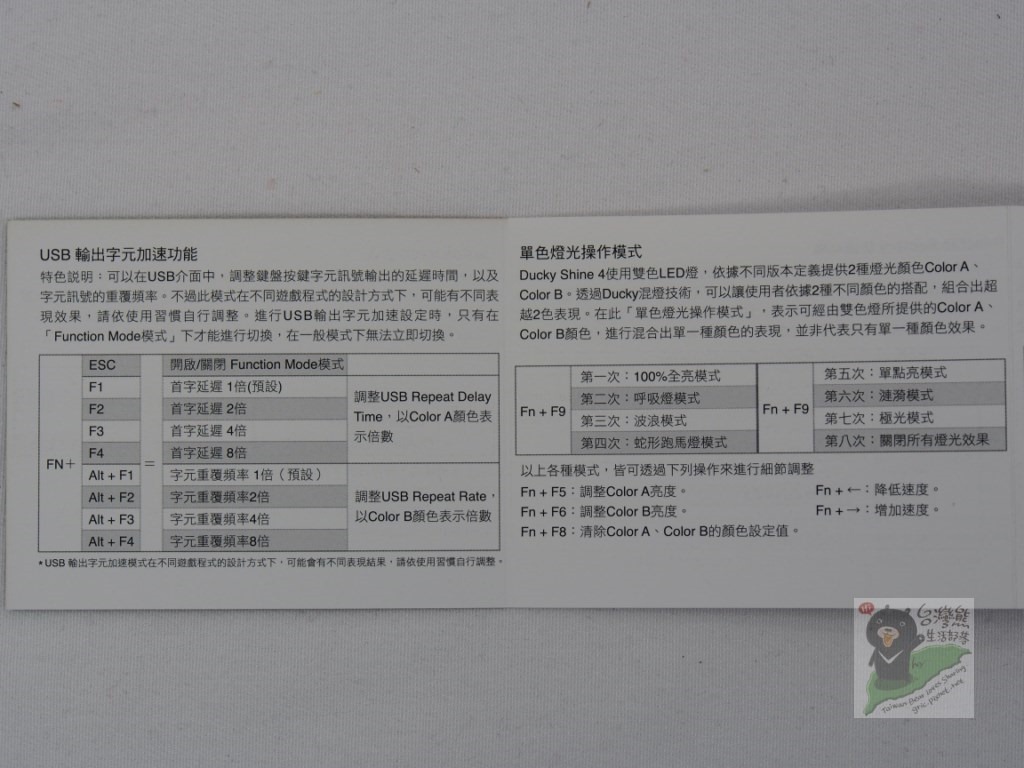 USB 輸出字元加速功能
特色説明：可以在USB介面中，調整鍵盤按鍵字元訊號輸出的延遲時間，以及
字元訊號的重覆頻率。不過此模式在不同遊戲程式的設計方式下，可能有不同表
現效果，請依使用習慣自行調整。進行USB輸出字元加速設定時，只有在
「Function Mode模式」下才能進行切換，在一般模式下無法立即切換。
FN＋
=
ESC 開啟/關閉 Function Mode模式
F1 首字延遲 1倍(預設)
F2 首字延遲 2倍
F3 首字延遲 4倍
F4 首字延遲 8倍
調整USB Repeat Delay
Time，以Color A顏色表
示倍數
Alt + F1 字元重覆頻率 1倍（預設）
Alt + F2 字元重覆頻率2倍
Alt + F3 字元重覆頻率4倍
Alt + F4 字元重覆頻率8倍
調整USB Repeat Rate，
以Color B顏色表示倍數
*USB 輸出字元加速模式在不同遊戲程式的設計方式下，可能會有不同表現結果，請依使用習慣自行調整。
單色燈光操作模式
Ducky Shine 4使用雙色LED燈，依據不同版本定義提供2種燈光顏色Color A、
Color B。透過Ducky混燈技術，可以讓使用者依據2種不同顏色的搭配，組合出超
越2色表現。在此「單色燈光操作模式」，表示可經由雙色燈所提供的Color A、
Color B顏色，進行混合出單一種顏色的表現，並非代表只有單一種顏色效果。
Fn + F9
第一次：100%全亮模式
第二次：呼吸燈模式
第三次：波浪模式
第四次：蛇形跑馬燈模式
Fn + F9
第五次：單點亮模式
第六次：漣漪模式
第七次：極光模式
第八次：關閉所有燈光效果
以上各種模式，皆可透過下列操作來進行細節調整
Fn + F5：調整Color A亮度。
Fn + F6：調整Color B亮度。
Fn + F8：清除Color A、Color B的顏色設定值。
Fn + ←：降低速度。
Fn + →：增加速度。
台灣熊
生活好學
by
Taiwan Bear Loves Sharing
gnic.pixnet.net